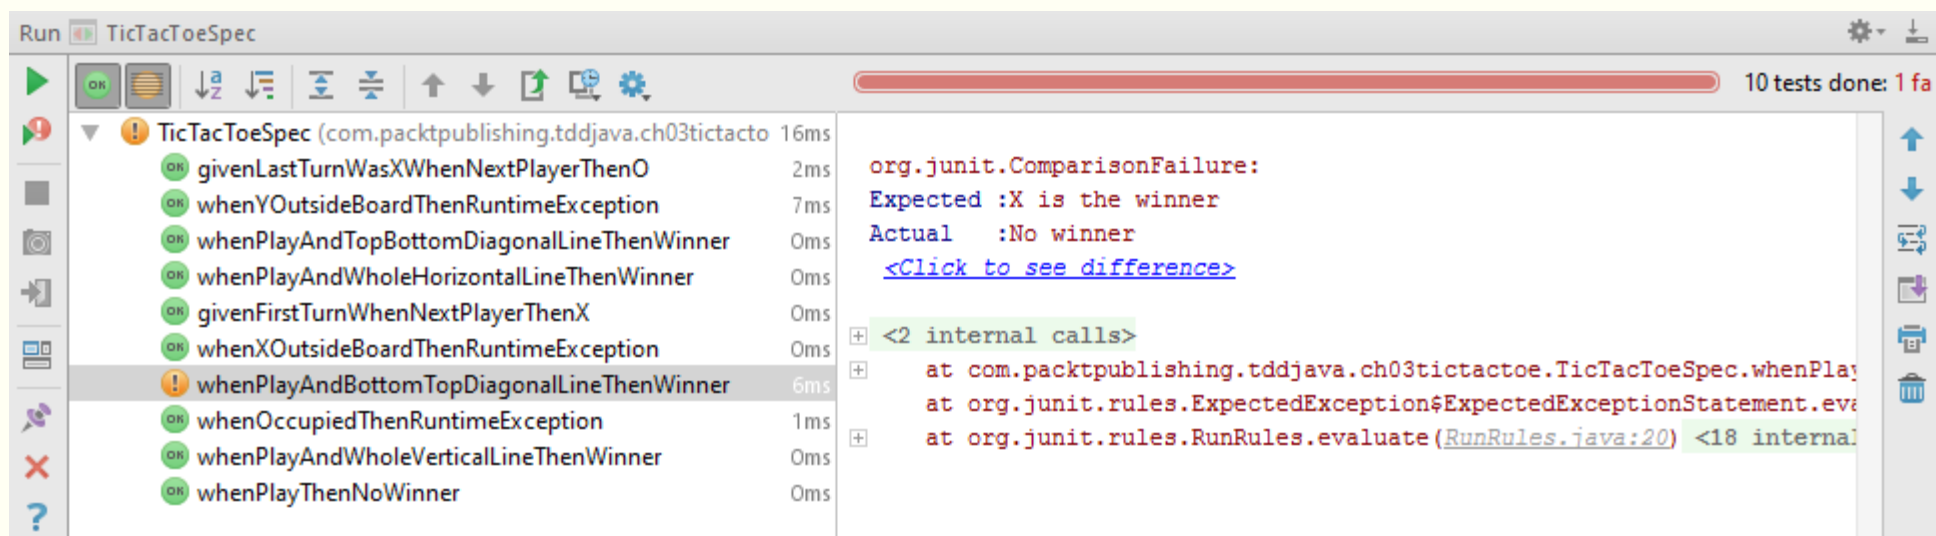 Run TicTacToeSpec
10 tests done: 1 fa
TicTacToeSpec (com.packtpublishing.tddjava.ch03tictacto 16ms
givenLastTurnWasXWhenNextPlayerThenO 2ms
whenYOutsideBoardThenRuntimeException 7ms
whenPlayAndTopBottomDiagonalLineThenWinner 0ms
whenPlayAndWholeHorizontalLineThenWinner 0ms
givenFirstTurnWhenNextPlayerThenX 0ms
whenXOutsideBoardThenRuntimeException 0ms
whenPlayAndBottomTopDiagonalLineThenWinner 6ms
whenOccupiedThenRuntimeException 1ms
whenPlayAndWholeVerticalLineThenWinner 0ms
whenPlayThenNoWinner 0ms
org.junit.ComparisonFailure:
Expected :X is the winner
Actual :No winner
<Click to see difference>
<2 internal calls>
at com.packtpublishing.tddjava.ch03tictactoe.TicTacToeSpec.whenPlay
at org.junit.rules.ExpectedException$ExpectedExceptionStatement.eva
at org.junit.rules.RunRules.evaluate(RunRules.java:20) <18 internal